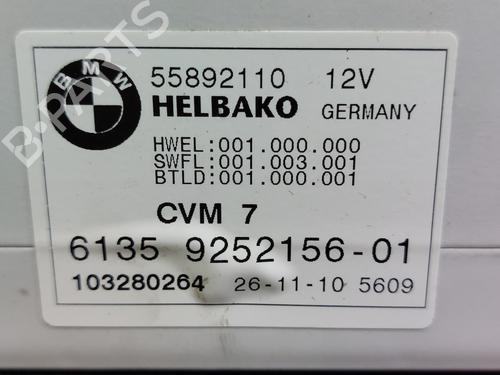 BMW
55892110 12V
HELBAKO GERMANY
HWEL:001.000.000
SWFL:001.003.001
BTLD:001.000.001
CVM 7
6135 9252156-01
103280264 26-11-10 5609
B-PARTS